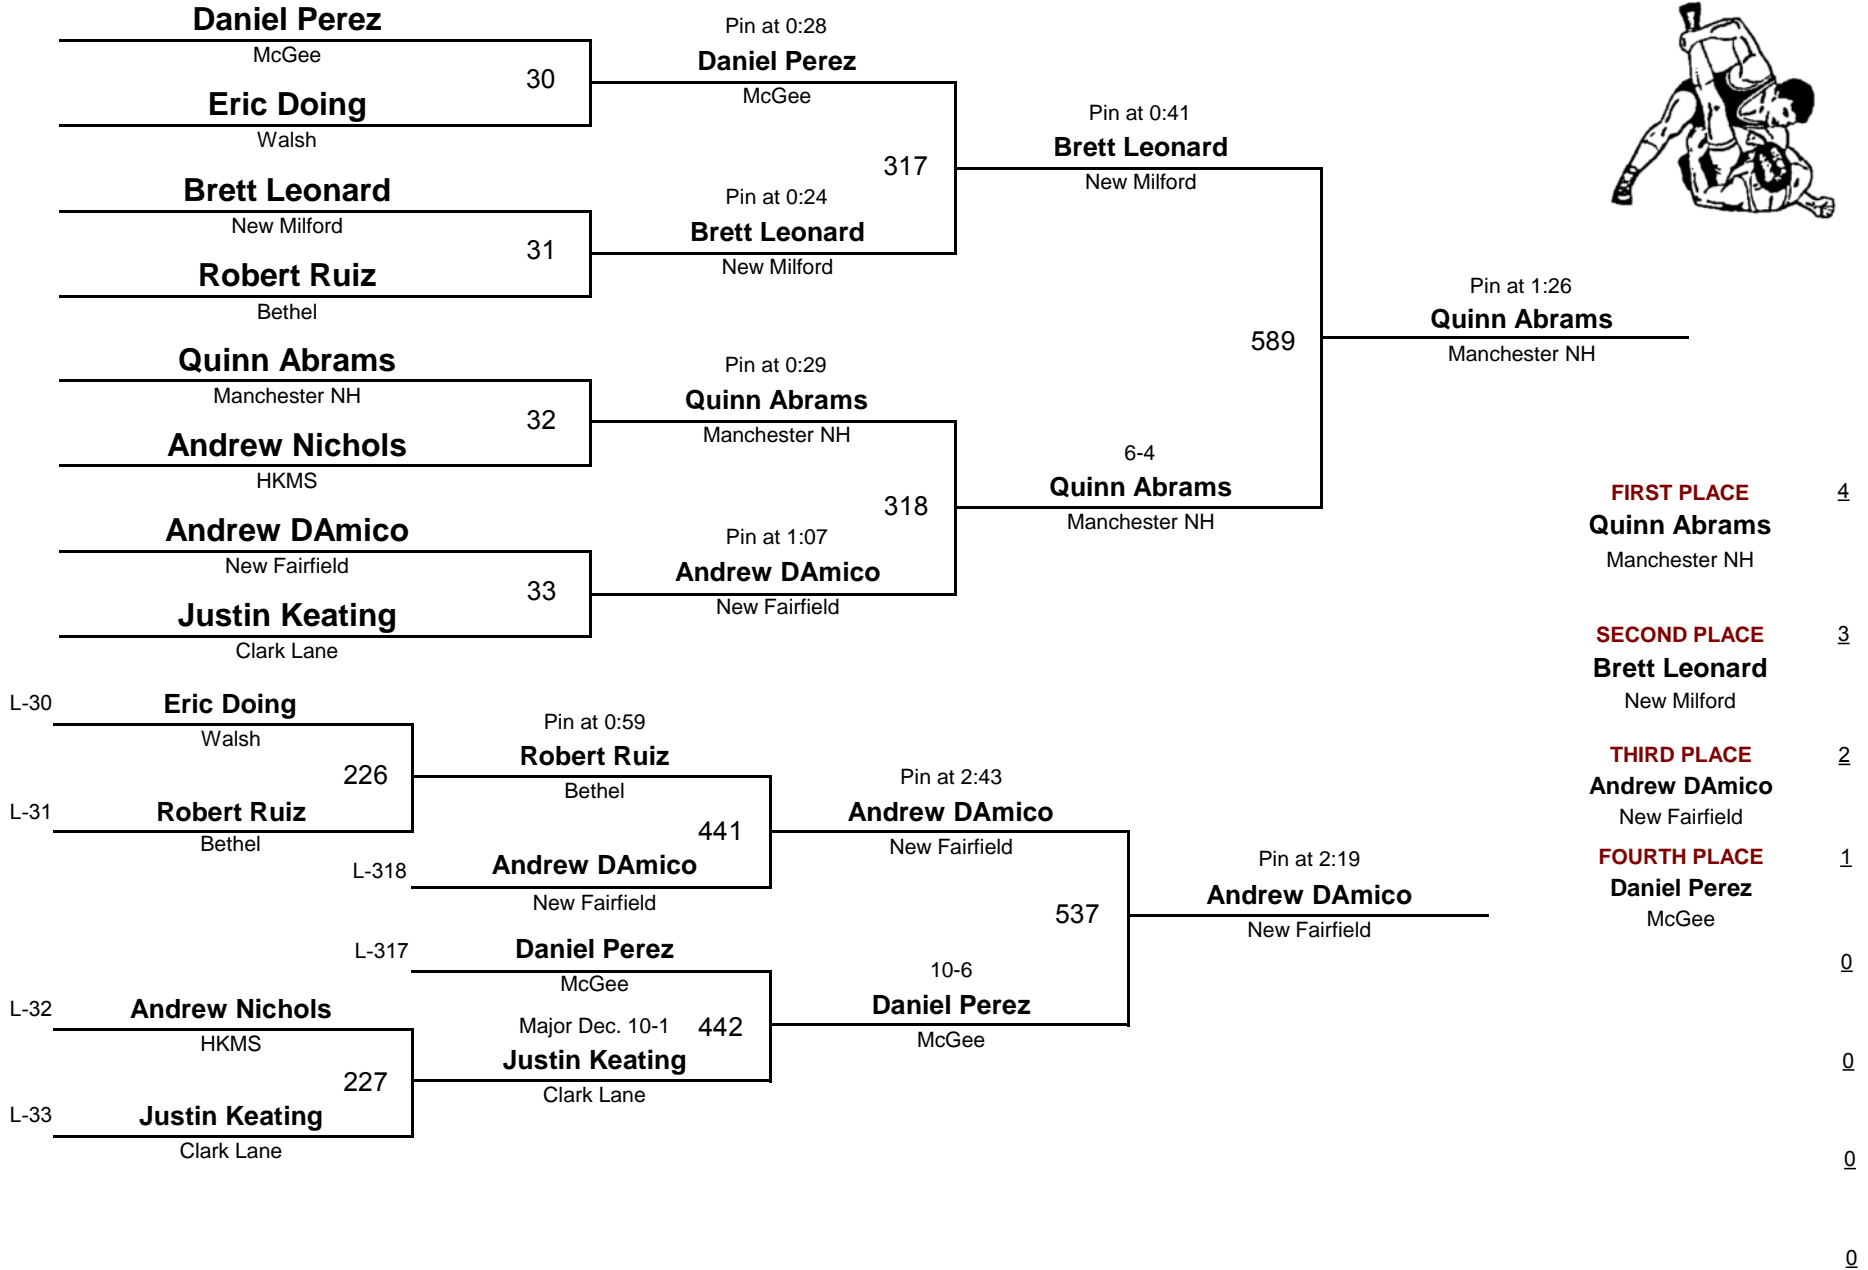 Daniel Perez
McGee
30
Eric Doing
Walsh
Brett Leonard
New Milford
31
Robert Ruiz
Bethel
Quinn Abrams
Manchester NH
32
Andrew Nichols
HKMS
Andrew DAmico
New Fairfield
33
Justin Keating
Clark Lane
Pin at 0:28
Daniel Perez
McGee
317
Pin at 0:24
Brett Leonard
New Milford
Pin at 0:29
Quinn Abrams
Manchester NH
318
Pin at 1:07
Andrew DAmico
New Fairfield
Pin at 0:41
Brett Leonard
New Milford
589
6-4
Quinn Abrams
Manchester NH
Pin at 1:26
Quinn Abrams
Manchester NH
L-30
Eric Doing
Walsh
226
L-31
Robert Ruiz
Bethel
L-32
Andrew Nichols
HKMS
227
L-33
Justin Keating
Clark Lane
Pin at 0:59
Robert Ruiz
Bethel
441
L-318
Andrew DAmico
New Fairfield
L-317
Daniel Perez
McGee
Major Dec. 10-1
442
Justin Keating
Clark Lane
Pin at 2:43
Andrew DAmico
New Fairfield
537
10-6
Daniel Perez
McGee
Pin at 2:19
Andrew DAmico
New Fairfield
FIRST PLACE 4
Quinn Abrams
Manchester NH
SECOND PLACE 3
Brett Leonard
New Milford
THIRD PLACE 2
Andrew DAmico
New Fairfield
FOURTH PLACE 1
Daniel Perez
McGee
0
0
0
0